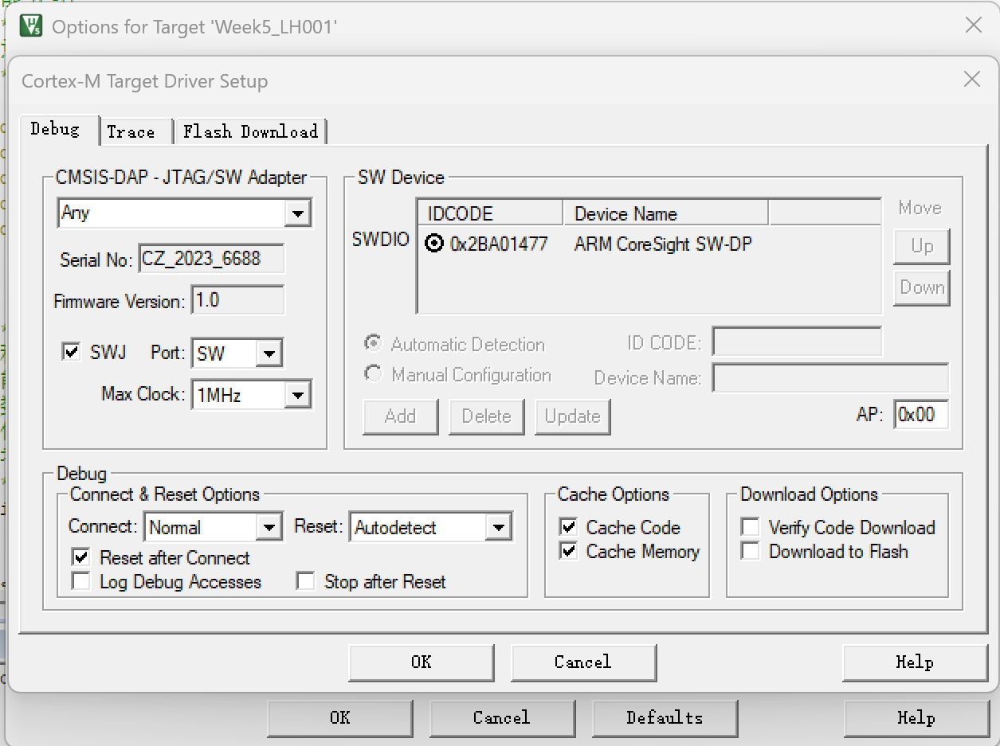 Options for Target 'Week5_LH001'
Cortex-M Target Driver Setup
Debug Trace Flash Download
CMSIS-DAP - JTAG/SW Adapter
Any
Serial No: CZ_2023_6688
Firmware Version: 1.0
SWJ Port: SW
Max Clock: 1MHz
SW Device
IDCODE Device Name
SWDIO 0x2BA01477 ARM CoreSight SW-DP
Move
Up
Down
Automatic Detection ID CODE:
Manual Configuration Device Name:
Add Delete Update AP: 0x00
Debug
Connect & Reset Options
Connect: Normal Reset: Autodetect
Reset after Connect
Log Debug Accesses Stop after Reset
Cache Options
Cache Code
Cache Memory
Download Options
Verify Code Download
Download to Flash
OK Cancel Help
OK Cancel Defaults Help